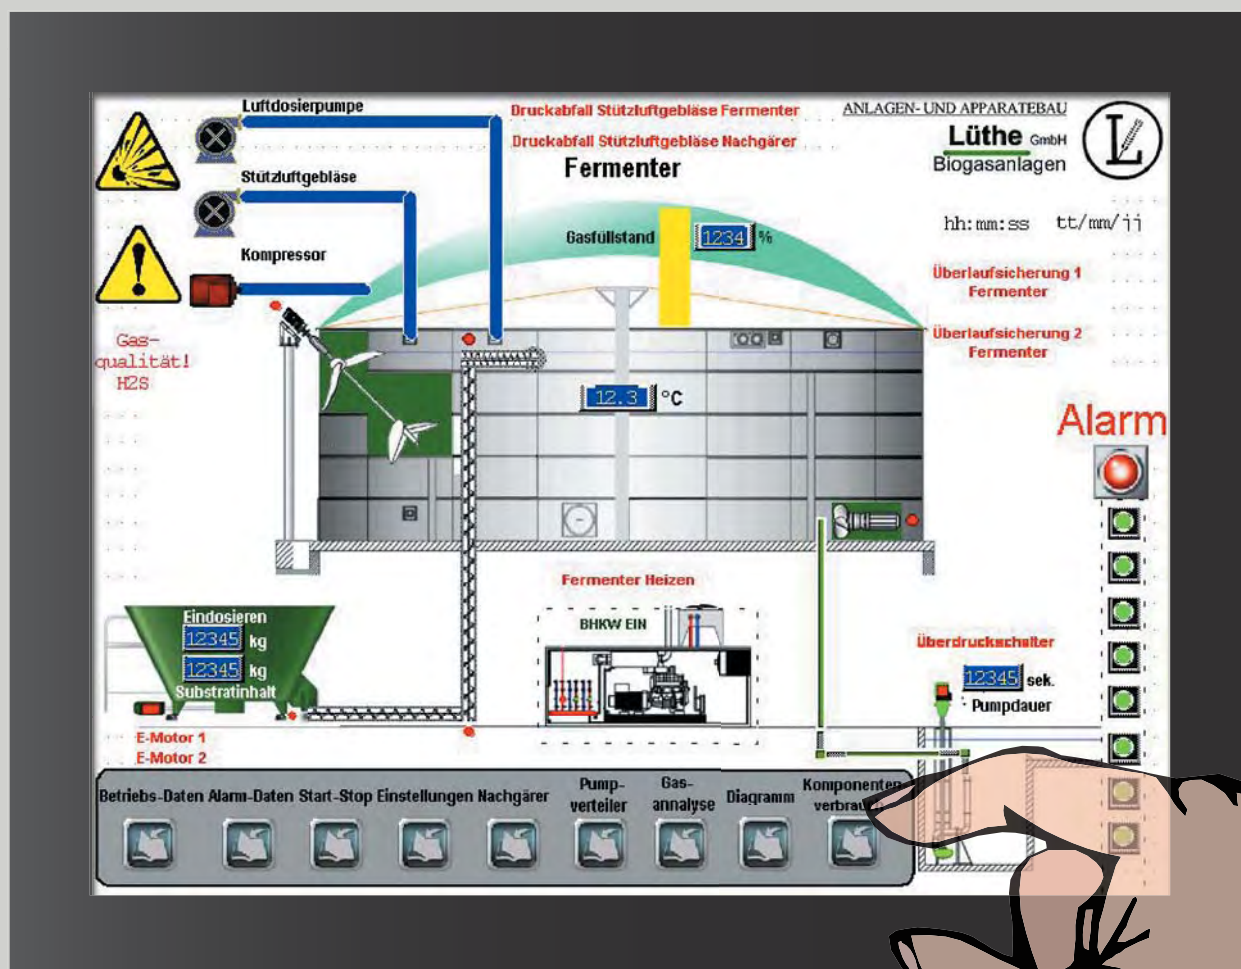 Luftdosierpumpe
Stützluftgebläse
Kompressor
Gas-
qualität!
H2S
Druckabfall Stützluftgebläse Fermenter
Druckabfall Stützluftgebläse Nachgärer
Fermenter
ANLAGEN- UND APPARATEBAU
Lüthe GmbH
Biogasanlagen
L
hh:mm:ss tt/mm/jj
Gasfüllstand 1234 %
Überlaufsicherung 1
Fermenter
Überlaufsicherung 2
Fermenter
12.3 °C
Alarm
Fermenter Heizen
BHKW EIN
Eindosieren
12345 kg
12345 kg
Substratinhalt
E-Motor 1
E-Motor 2
Überdruckschalter
12345 sek.
Pumpdauer
Betriebs-Daten
Alarm-Daten
Start-Stop
Einstellungen
Nachgärer
Pump-
verteiler
Gas-
annalyse
Diagramm
Komponenten-